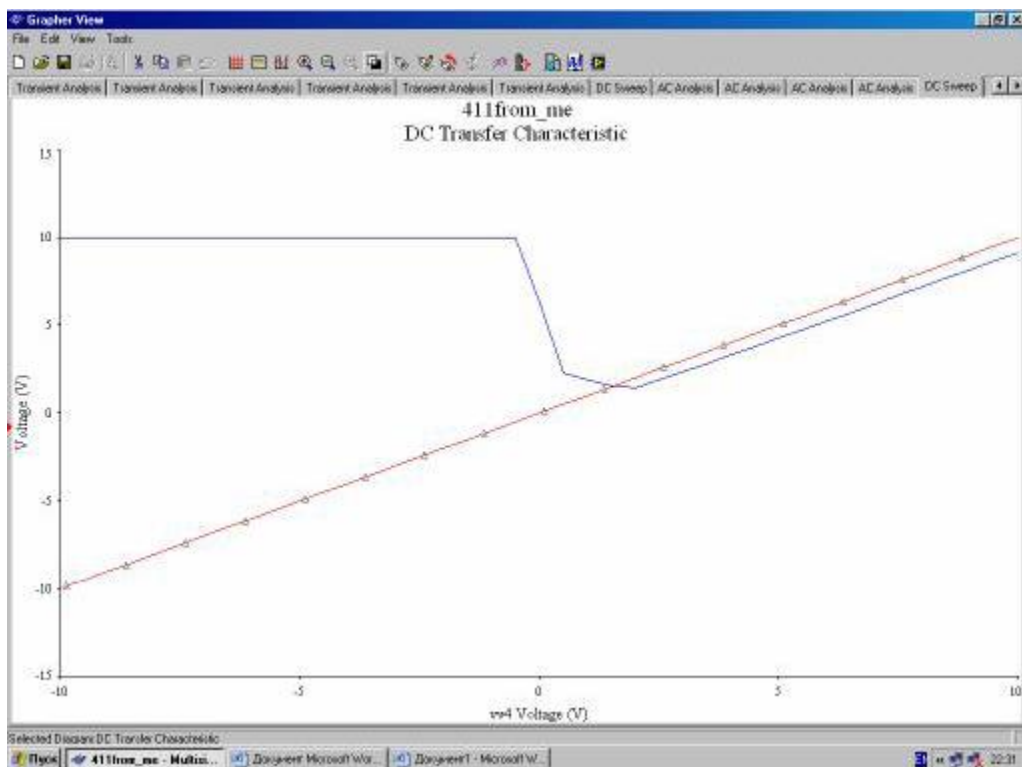 Grapher View
File Edit View Tools
Transient Analysis Transient Analysis Transient Analysis Transient Analysis Transient Analysis Transient Analysis DC Sweep AC Analysis AC Analysis AC Analysis AC Analysis DC Sweep
411from_me
DC Transfer Characteristic
15
10
5
0
-5
-10
-15
Voltage (V)
-10 -5 0 5 10
vv4 Voltage (V)
Selected Diagram:DC Transfer Characteristic
Пуск 411from_me - Multisi... Документ Microsoft Wor... Документ1 - Microsoft W... 22:31